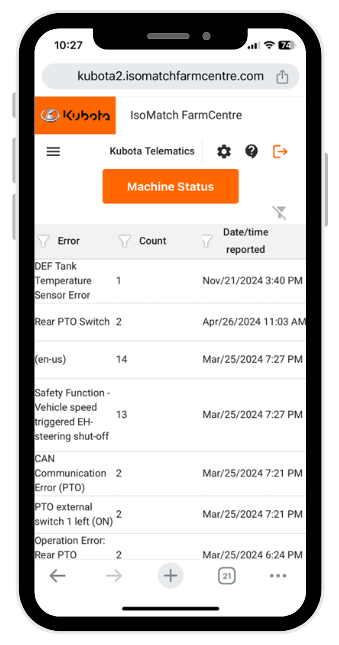 10:27
74
kubota2.isomatchfarmcentre.com
Kubota
IsoMatch FarmCentre
Kubota Telematics
Machine Status
Error
Count
Date/time
reported
DEF Tank
Temperature
Sensor Error
1
Nov/21/2024 3:40 PM
Rear PTO Switch
2
Apr/26/2024 11:03 AM
(en-us)
14
Mar/25/2024 7:27 PM
Safety Function -
Vehicle speed
triggered EH-
steering shut-off
13
Mar/25/2024 7:27 PM
CAN
Communication
Error (PTO)
2
Mar/25/2024 7:21 PM
PTO external
switch 1 left (ON)
2
Mar/25/2024 7:21 PM
Operation Error:
Rear PTO
2
Mar/25/2024 6:24 PM
21